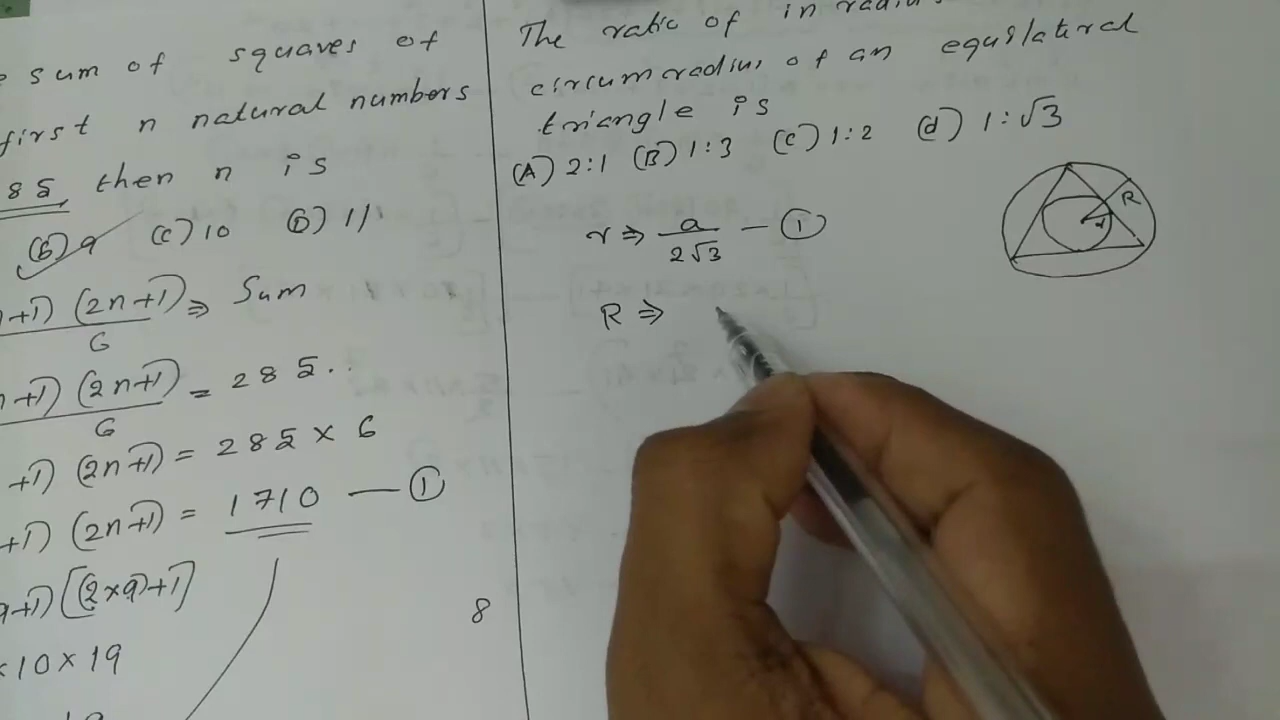 sum of squares of
first n natural numbers
85, then n is
(B) 9 (C) 10 (D) 11
+1) (2n+1) ⇒ Sum
6
+1) (2n+1) = 285..
6
+1) (2n+1) = 285 × 6
+1) (2n+1) = 1710 — ①
+1) [(2×9)+1]
×10×19
8
The ratio of in radius
circumradius of an equilateral
triangle is
(A) 2:1 (B) 1:3 (C) 1:2 (d) 1:√3
r ⇒ a/2√3 — ①
R ⇒
R
r